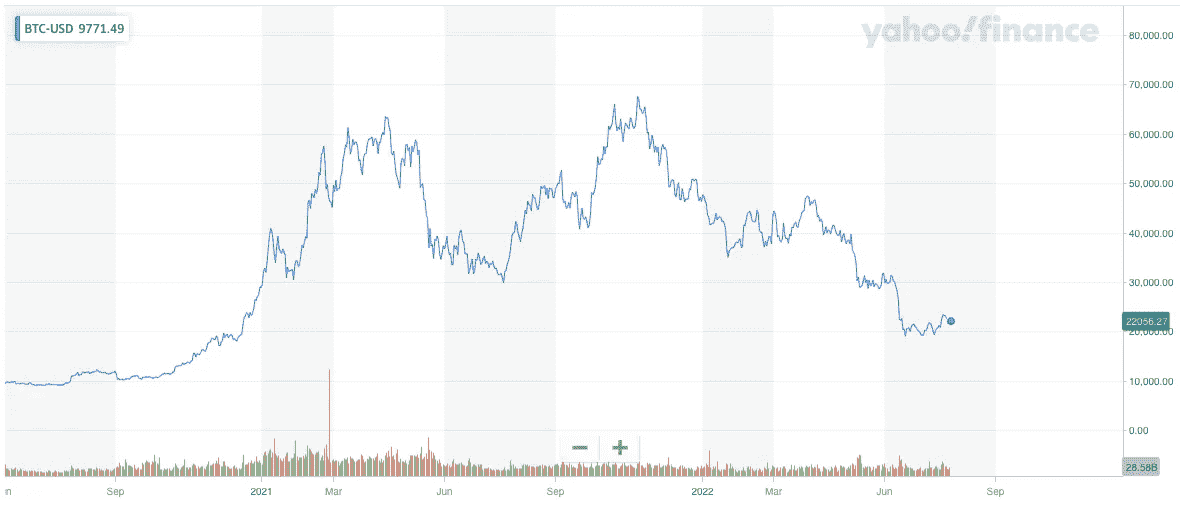 BTC-USD 9771.49
yahoo!finance
80,000.00
70,000.00
60,000.00
50,000.00
40,000.00
30,000.00
22056.27
20,000.00
10,000.00
0.00
28.58B
n Sep 2021 Mar Jun Sep 2022 Mar Jun Sep